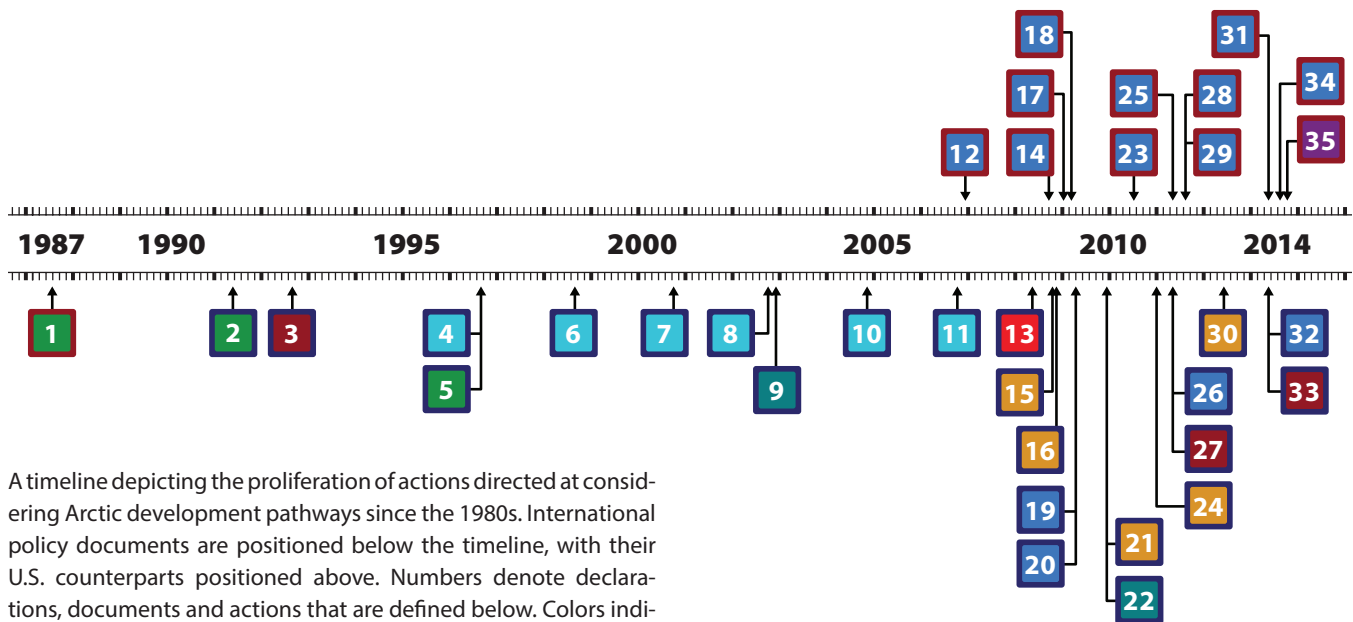 18 31
17 25 28 34
12 14 23 29 35
1987 1990 1995 2000 2005 2010 2014
1 2 3 4 6 7 8 10 11 13 30 32
5 9 15 26 33
16 27
19 24
20 21
22
A timeline depicting the proliferation of actions directed at consid-
ering Arctic development pathways since the 1980s. International
policy documents are positioned below the timeline, with their
U.S. counterparts positioned above. Numbers denote declara-
tions, documents and actions that are defined below. Colors indi-